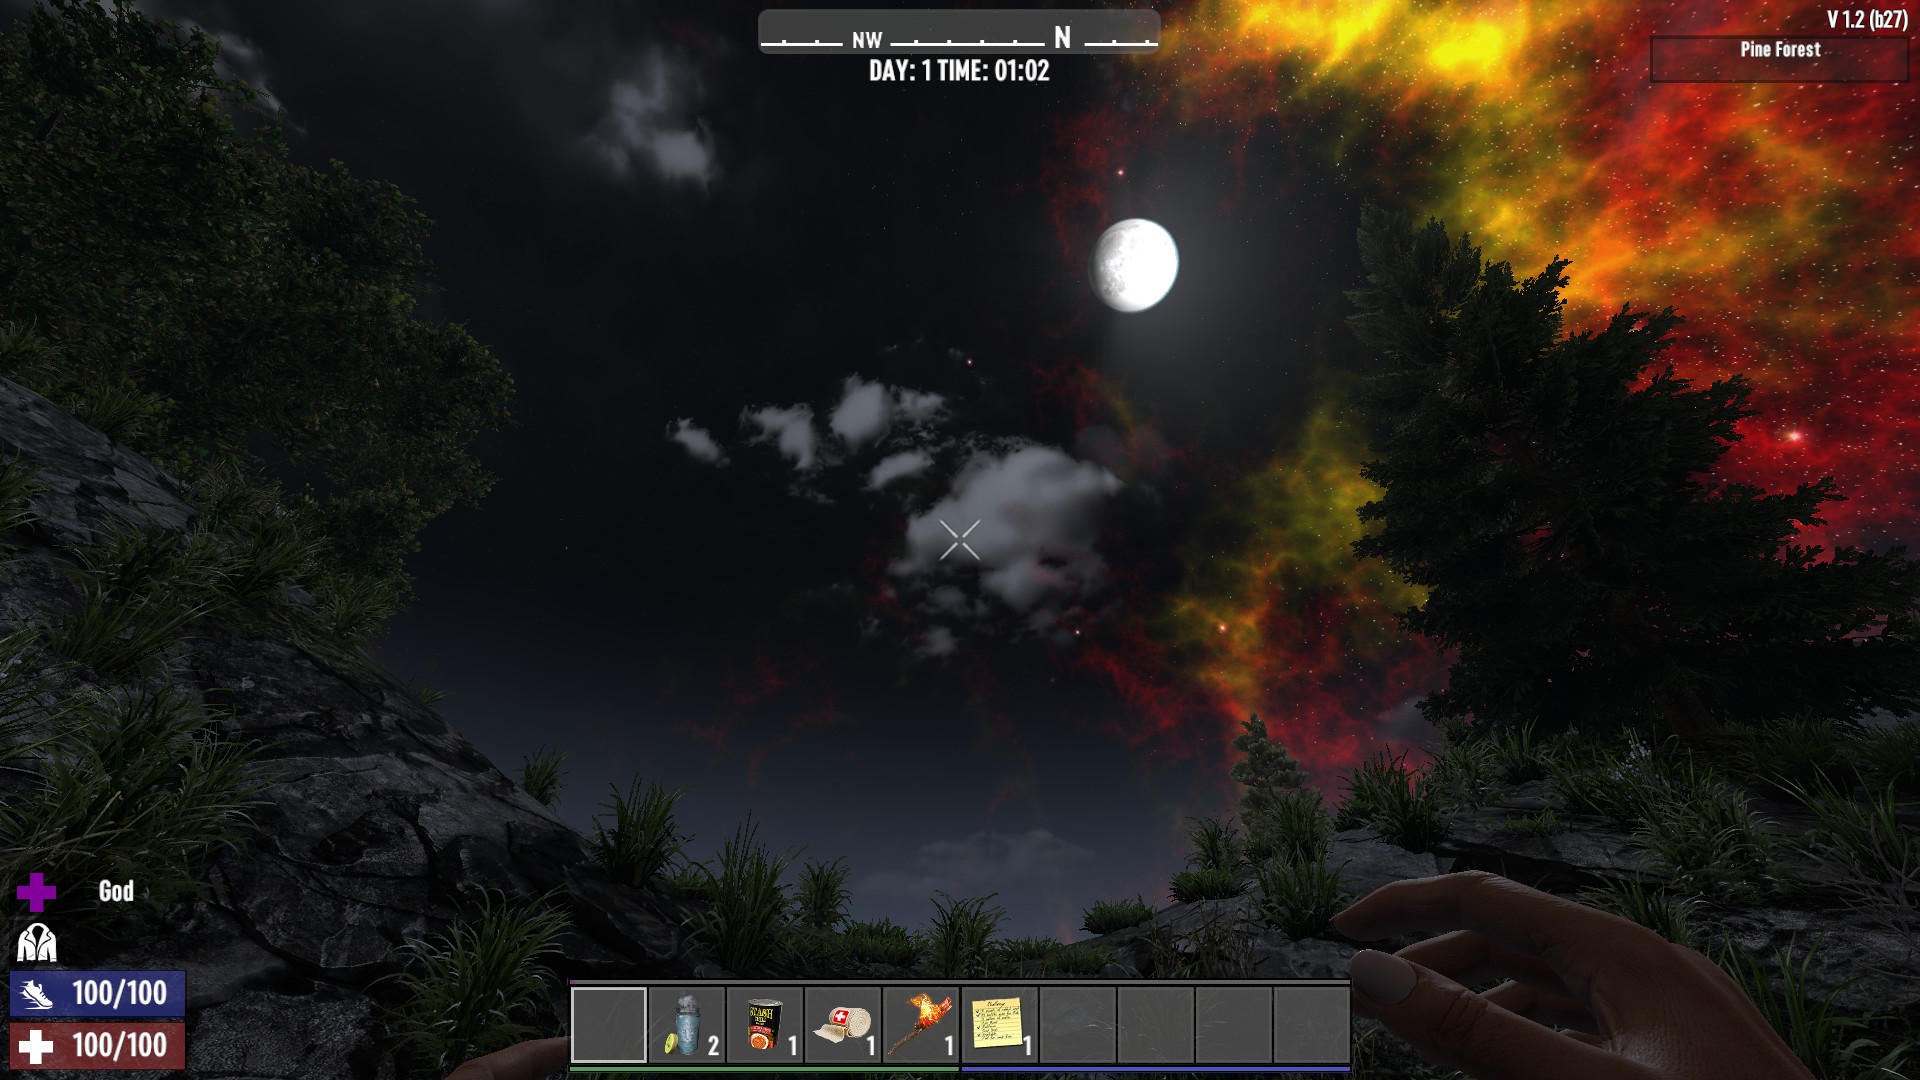 NW N
DAY: 1 TIME: 01:02
V 1.2 (b27)
Pine Forest
God
100/100
100/100
2 1 1 1 1